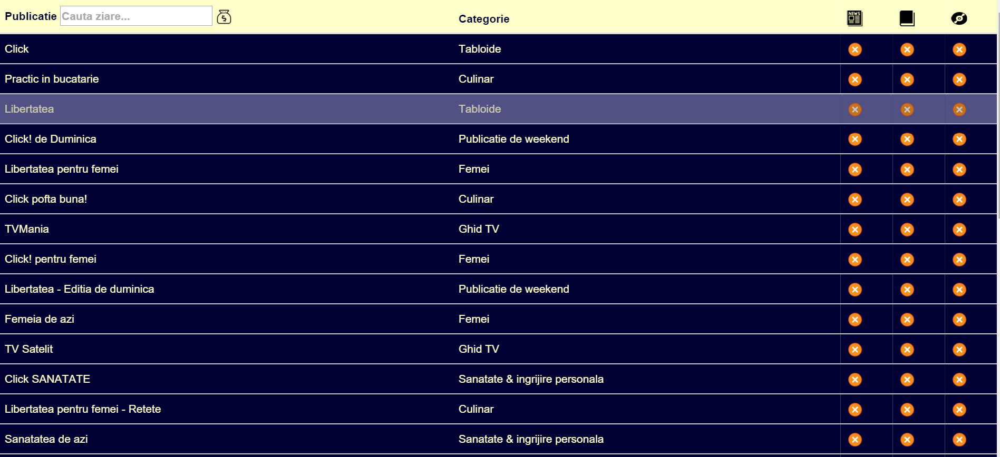 Publicatie Cauta ziare... Categorie NEWS
Click Tabloide
Practic in bucatarie Culinar
Libertatea Tabloide
Click! de Duminica Publicatie de weekend
Libertatea pentru femei Femei
Click pofta buna! Culinar
TVMania Ghid TV
Click! pentru femei Femei
Libertatea - Editia de duminica Publicatie de weekend
Femeia de azi Femei
TV Satelit Ghid TV
Click SANATATE Sanatate & ingrijire personala
Libertatea pentru femei - Retete Culinar
Sanatatea de azi Sanatate & ingrijire personala